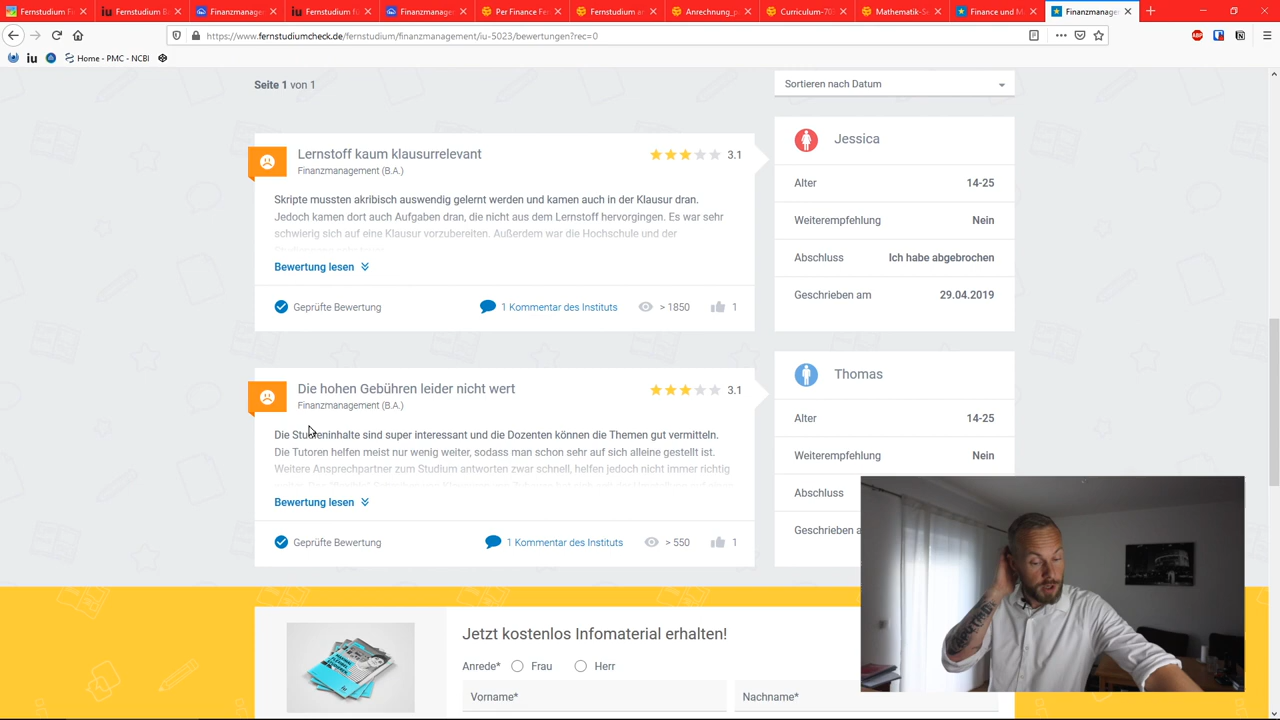 Fernstudium Fi
Fernstudium B
Finanzmanage
Fernstudium fü
Finanzmanage
Per Finance Fe
Fernstudium a
Anrechnung_p
Curriculum-70
Mathematik-S
Finance und M
Finanzmanage
https://www.fernstudiumcheck.de/fernstudium/finanzmanagement/iu-5023/bewertungen?rec=0
iu
Home - PMC - NCBI
Seite 1 von 1
Sortieren nach Datum
Lernstoff kaum klausurrelevant
3.1
Finanzmanagement (B.A.)
Skripte mussten akribisch auswendig gelernt werden und kamen auch in der Klausur dran.
Jedoch kamen dort auch Aufgaben dran, die nicht aus dem Lernstoff hervorgingen. Es war sehr
schwierig sich auf eine Klausur vorzubereiten. Außerdem war die Hochschule und der
Bewertung lesen
Geprüfte Bewertung
1 Kommentar des Instituts
> 1850
1
Jessica
Alter 14-25
Weiterempfehlung Nein
Abschluss Ich habe abgebrochen
Geschrieben am 29.04.2019
Die hohen Gebühren leider nicht wert
3.1
Finanzmanagement (B.A.)
Die Studieninhalte sind super interessant und die Dozenten können die Themen gut vermitteln.
Die Tutoren helfen meist nur wenig weiter, sodass man schon sehr auf sich alleine gestellt ist.
Weitere Ansprechpartner zum Studium antworten zwar schnell, helfen jedoch nicht immer richtig
Bewertung lesen
Geprüfte Bewertung
1 Kommentar des Instituts
> 550
1
Thomas
Alter 14-25
Weiterempfehlung Nein
Abschluss
Geschrieben a
Jetzt kostenlos Infomaterial erhalten!
Anrede* Frau Herr
Vorname*
Nachname*